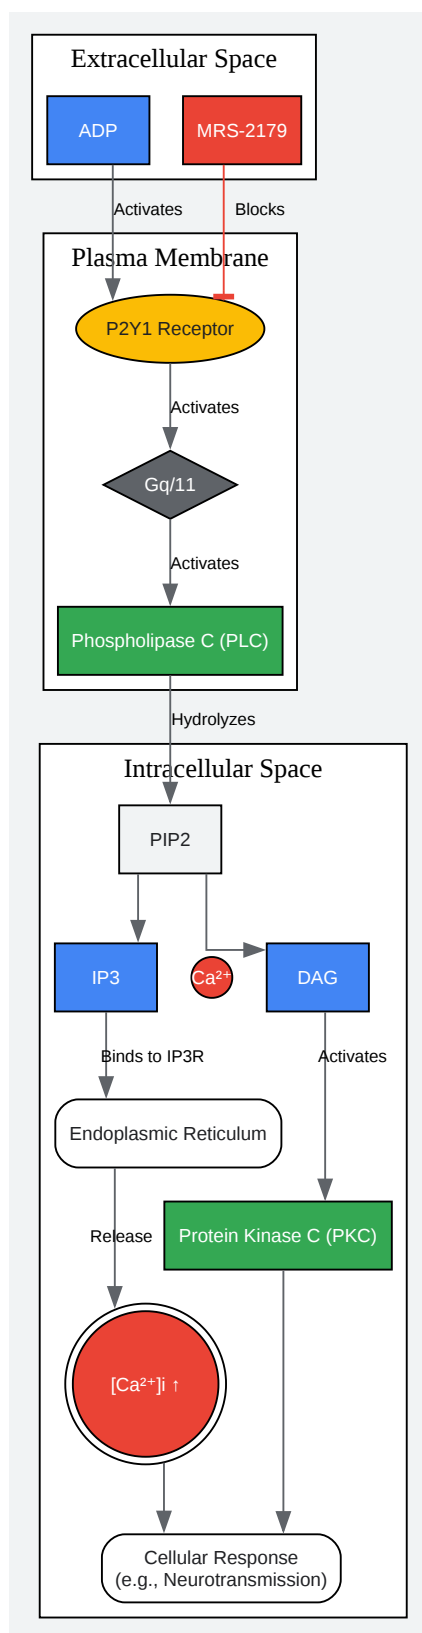 Extracellular Space
ADP
MRS-2179
Activates
Blocks
Plasma Membrane
P2Y1 Receptor
Activates
Gq/11
Activates
Phospholipase C (PLC)
Hydrolyzes
Intracellular Space
PIP2
IP3
Ca²⁺
DAG
Binds to IP3R
Activates
Endoplasmic Reticulum
Release
Protein Kinase C (PKC)
[Ca²⁺]i ↑
Cellular Response
(e.g., Neurotransmission)